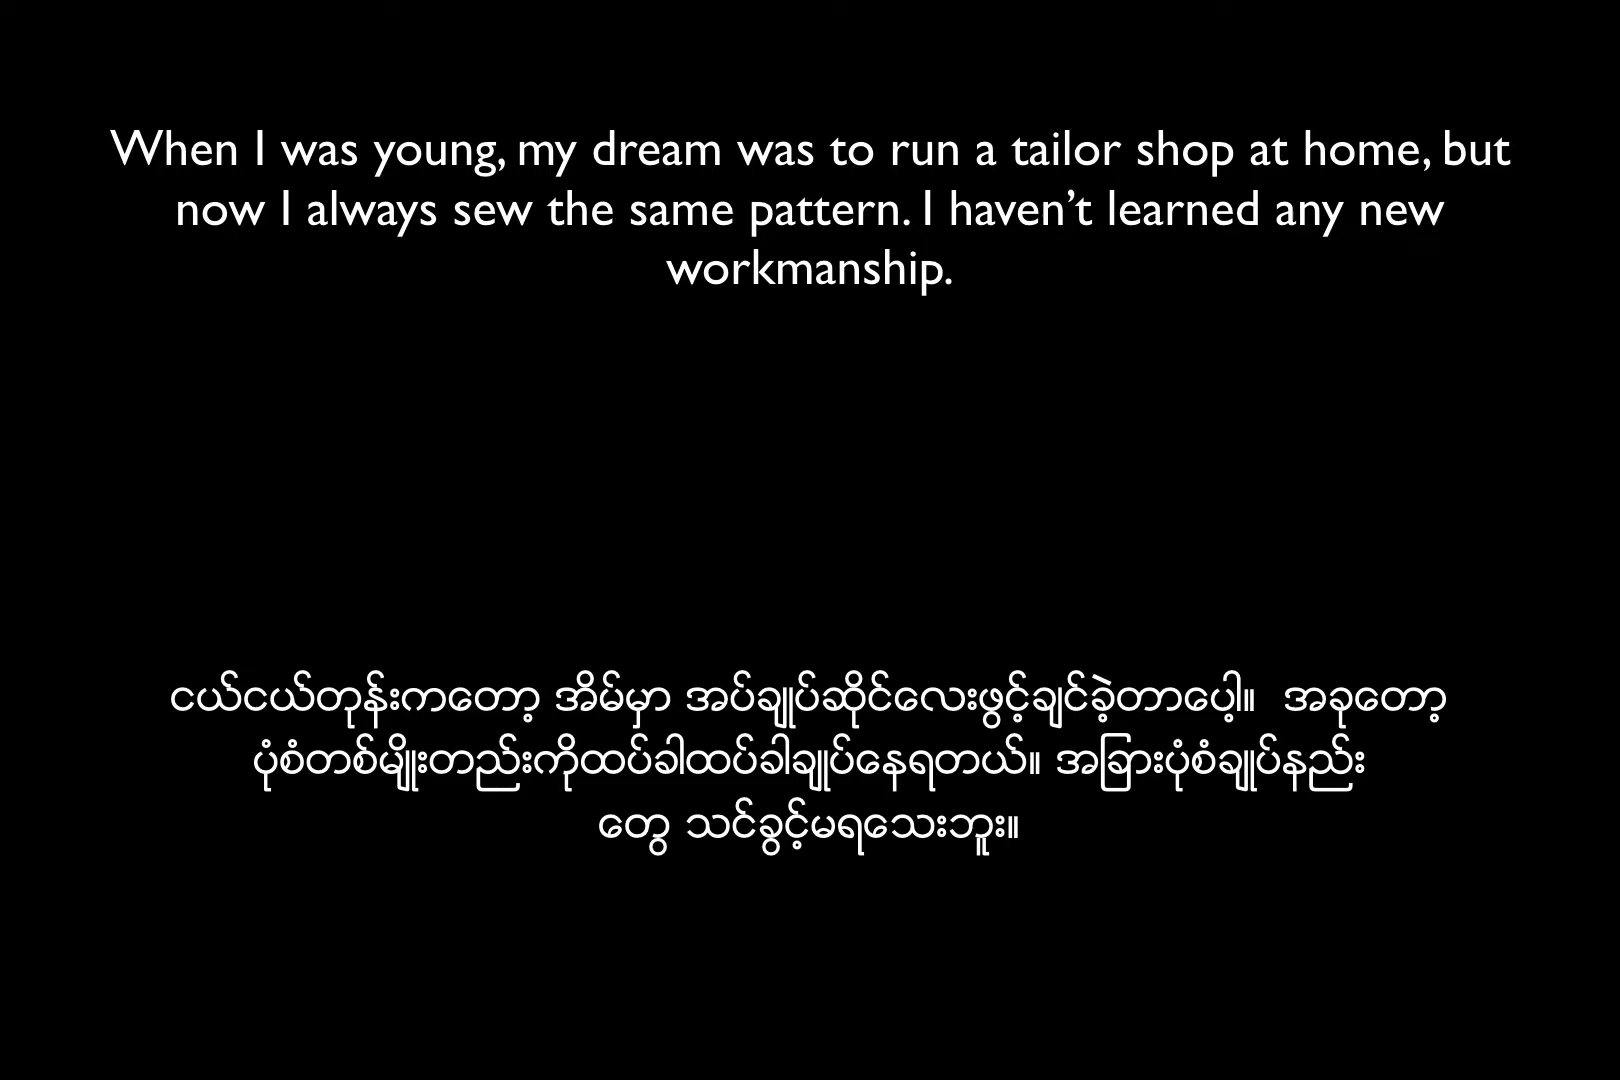 When I was young, my dream was to run a tailor shop at home, but
now I always sew the same pattern. I haven’t learned any new
workmanship.
ငယ်ငယ်တုန်းကတော့ အိမ်မှာ အပ်ချုပ်ဆိုင်လေးဖွင့်ချင်ခဲ့တာပေါ့။ အခုတော့
ပုံစံတစ်မျိုးတည်းကိုထပ်ခါထပ်ခါချုပ်နေရတယ်။ အခြားပုံစံချုပ်နည်း
တွေ သင်ခွင့်မရသေးဘူး။